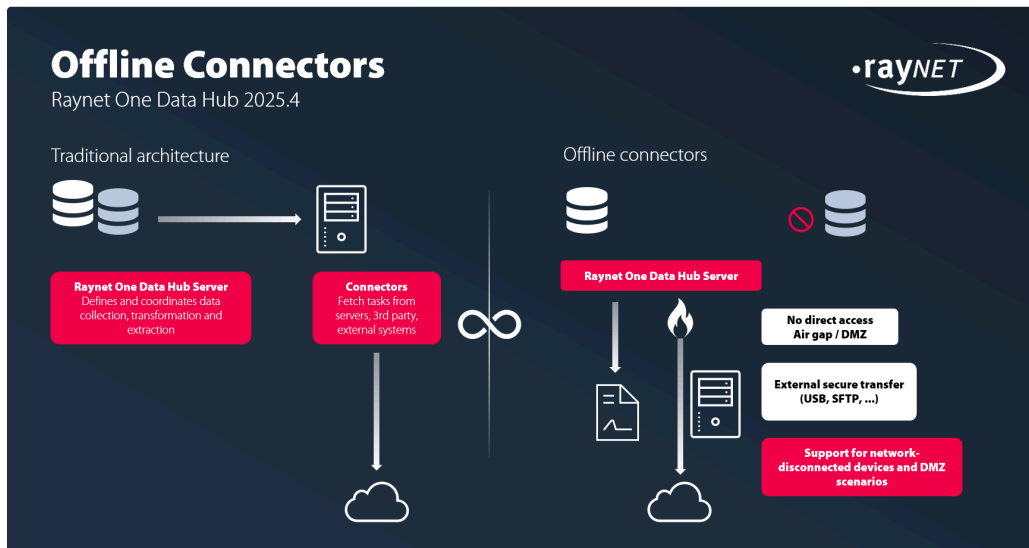 Offline Connectors
Raynet One Data Hub 2025.4
•rayNET
Traditional architecture
Raynet One Data Hub Server
Defines and coordinates data
collection, transformation and
extraction
Connectors
Fetch tasks from
servers, 3rd party,
external systems
Offline connectors
Raynet One Data Hub Server
No direct access
Air gap / DMZ
External secure transfer
(USB, SFTP, ...)
Support for network-
disconnected devices and DMZ
scenarios